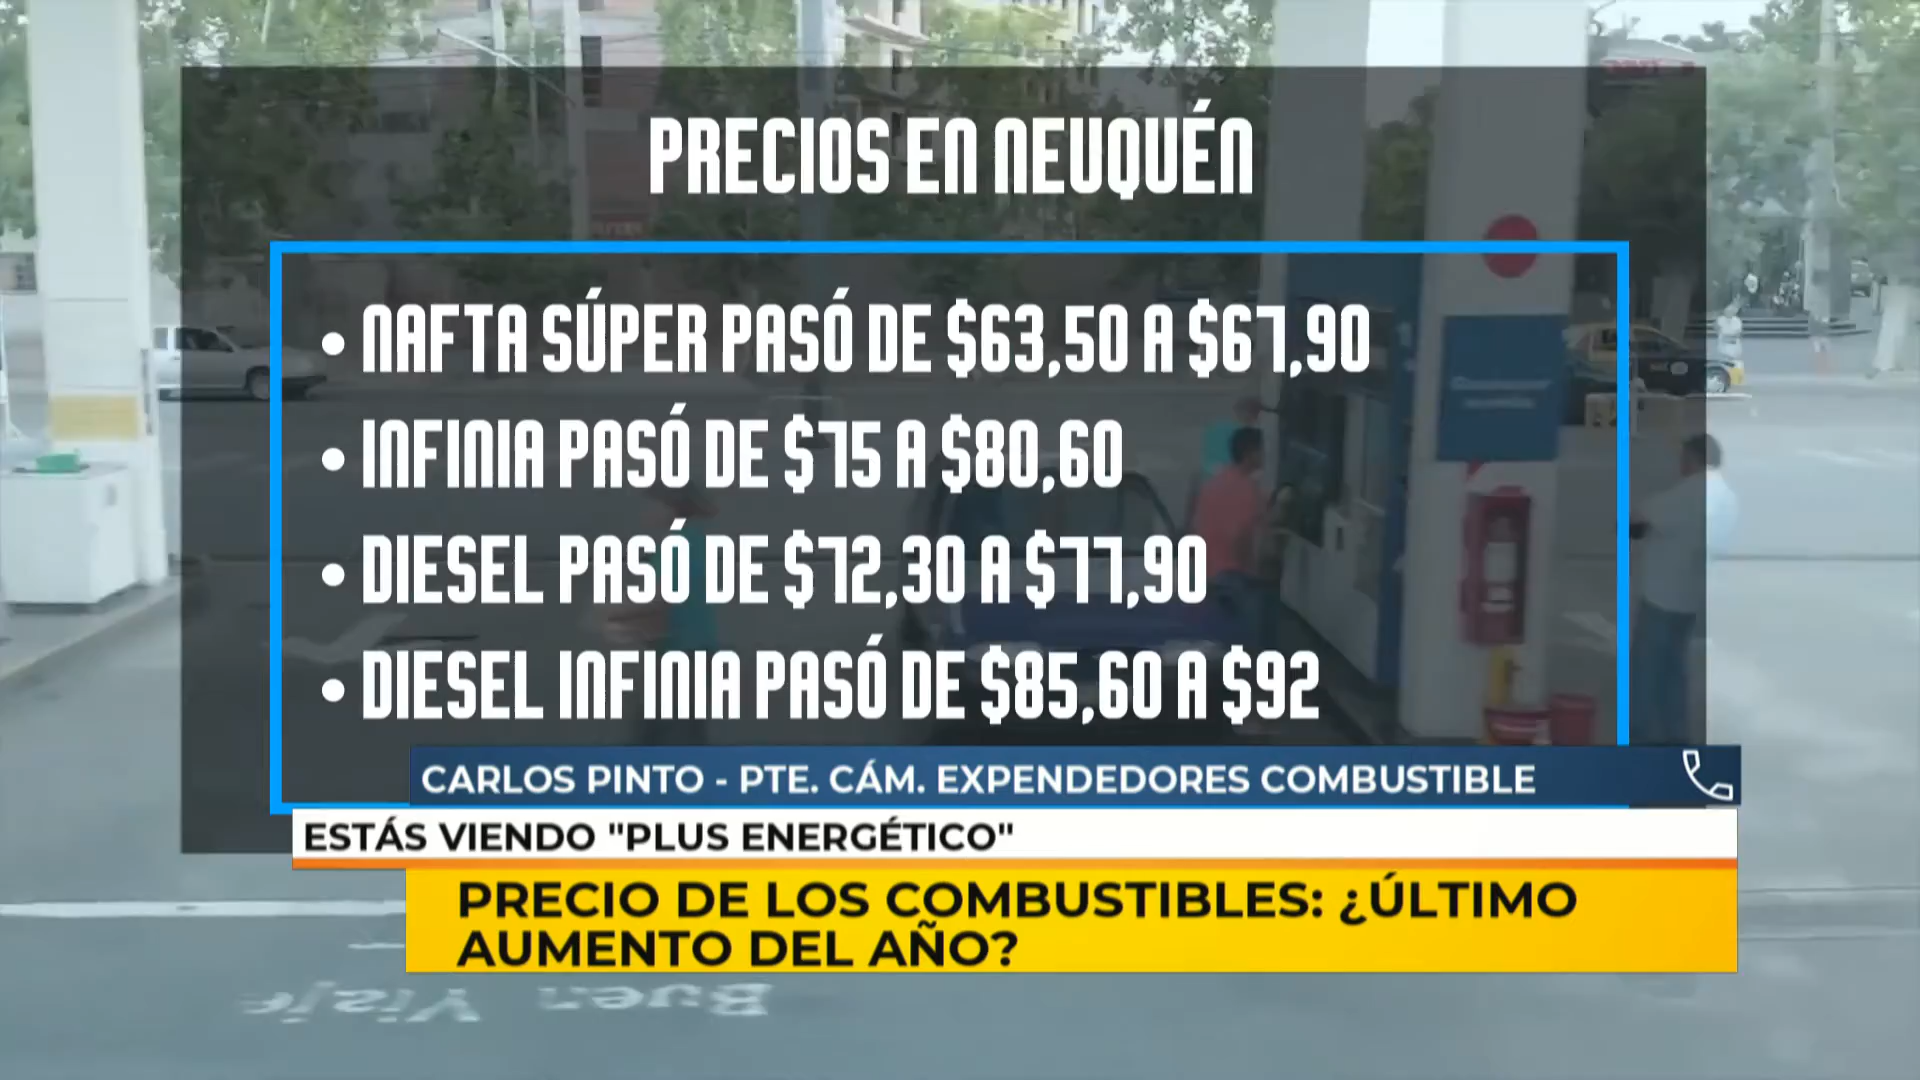 PRECIOS EN NEUQUÉN
• NAFTA SÚPER PASÓ DE $63,50 A $67,90
• INFINIA PASÓ DE $75 A $80,60
• DIESEL PASÓ DE $72,30 A $77,90
• DIESEL INFINIA PASÓ DE $85,60 A $92
CARLOS PINTO - PTE. CÁM. EXPENDEDORES COMBUSTIBLE
ESTÁS VIENDO "PLUS ENERGÉTICO"
PRECIO DE LOS COMBUSTIBLES: ¿ÚLTIMO
AUMENTO DEL AÑO?
Buen Viaje